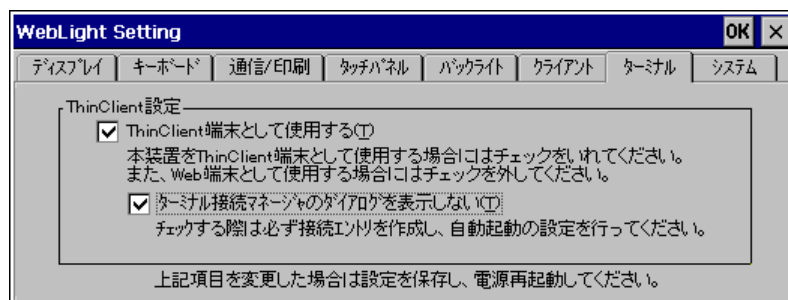 WebLight Setting OK ×
ディスプレイ キーボード 通信/印刷 タッチパネル バックライト クライアント ターミナル システム
ThinClient設定
ThinClient端末として使用する(T)
本装置をThinClient端末として使用する場合にはチェックをいれてください。
また、Web端末として使用する場合にはチェックを外してください。
ターミナル接続マネージャのダイアログを表示しない(T)
チェックする際は必ず接続エントリを作成し、自動起動の設定を行ってください。
上記項目を変更した場合は設定を保存し、電源再起動してください。